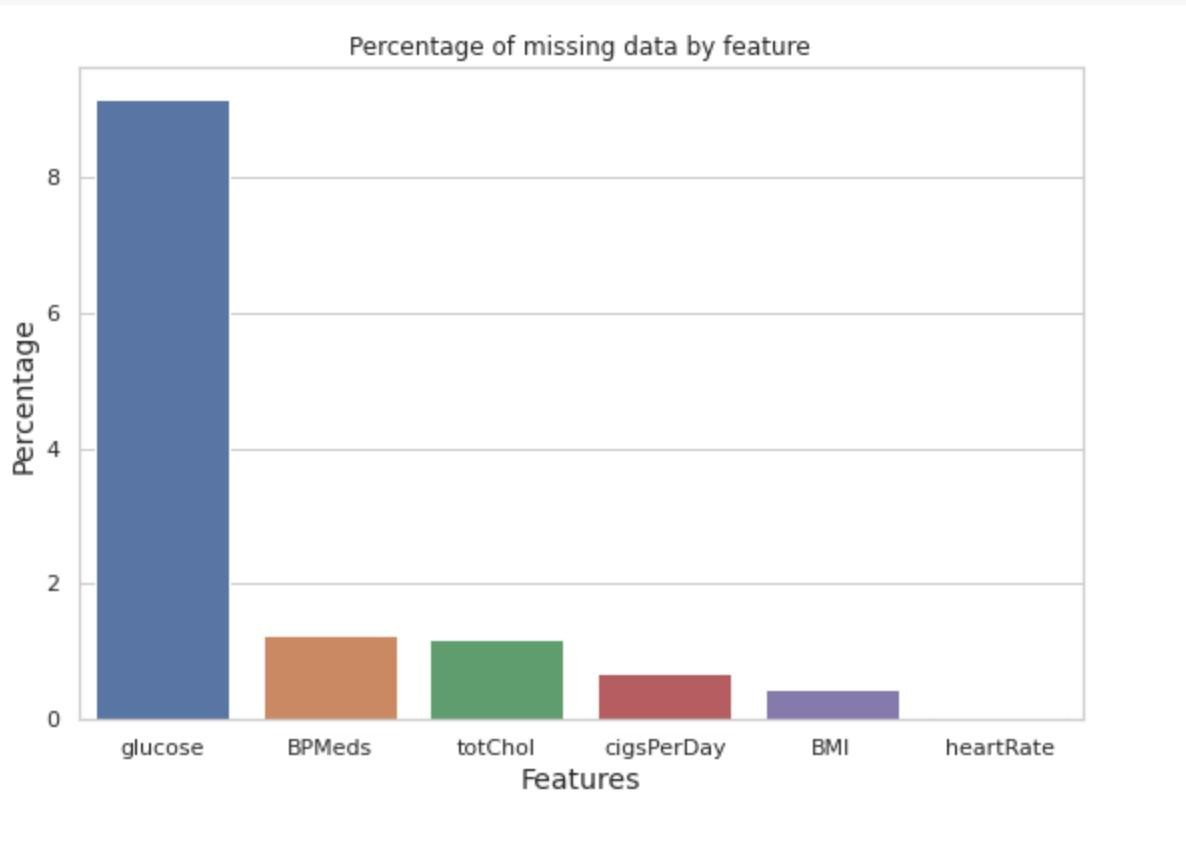 Percentage of missing data by feature
Percentage
8
6
4
2
0
glucose BPMeds totChol cigsPerDay BMI heartRate
Features